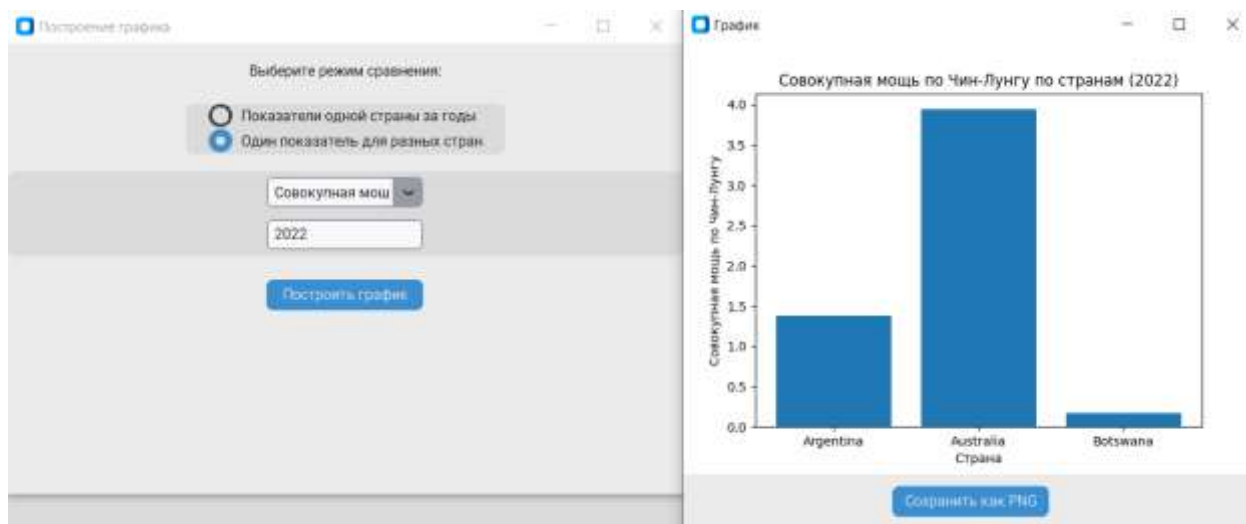 Построение графика
Выберите режим сравнения:
Показатели одной страны за годы
Один показатель для разных стран
Совокупная мощ
2022
Построить график
График
Совокупная мощь по Чин-Лунгу по странам (2022)
Совокупная мощь по Чин-Лунгу
4.0
3.5
3.0
2.5
2.0
1.5
1.0
0.5
0.0
Argentina
Australia
Botswana
Страна
Сохранить как PNG